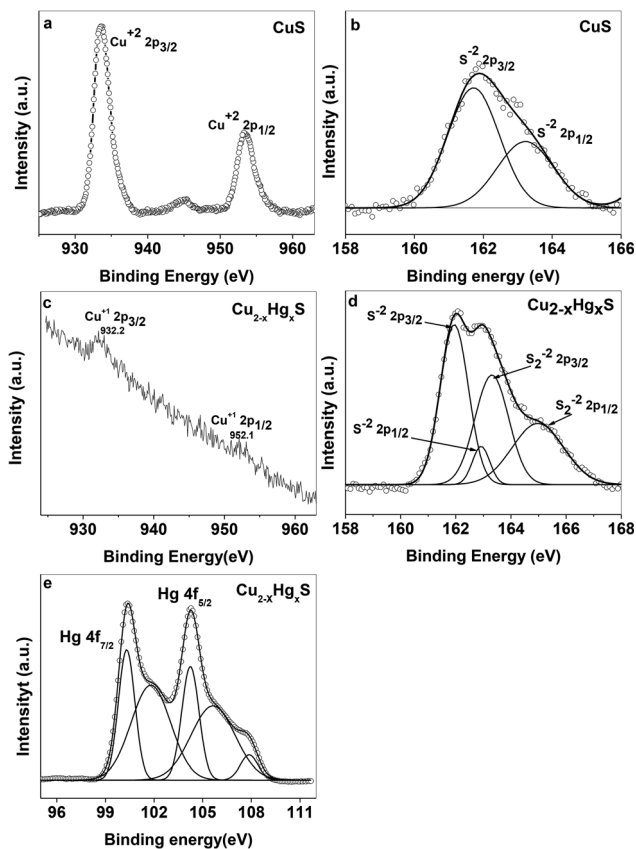 a
CuS
Cu+2 2p3/2
Cu+2 2p1/2
Intensity (a.u.)
930 940 950 960
Binding Energy (eV)
b
CuS
S-2 2p3/2
S-2 2p1/2
Intensity (a.u.)
158 160 162 164 166
Binding energy (eV)
c
Cu2-xHgxS
Cu+1 2p3/2
932.2
Cu+1 2p1/2
952.1
Intensity (a.u.)
930 940 950 960
Binding Energy(eV)
d
Cu2-xHgxS
S-2 2p3/2
S2-2 2p3/2
S2-2 2p1/2
S-2 2p1/2
Intensity (a.u.)
158 160 162 164 166 168
Binding Energy (eV)
e
Hg 4f5/2
Cu2-xHgxS
Hg 4f7/2
Intensityt (a.u.)
96 99 102 105 108 111
Binding energy(eV)